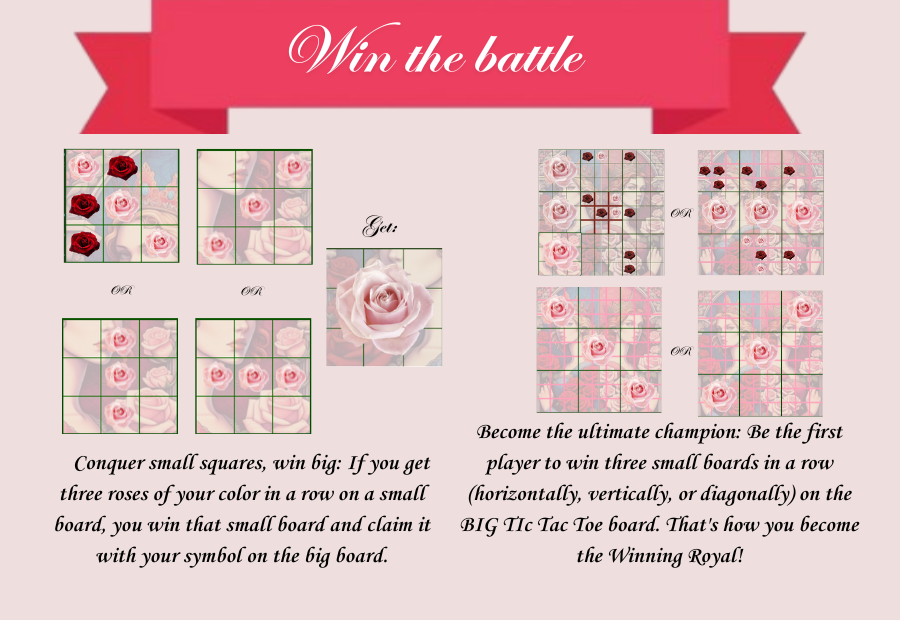 Win the battle
Get:
OR
OR
OR
OR
Conquer small squares, win big: If you get
three roses of your color in a row on a small
board, you win that small board and claim it
with your symbol on the big board.
Become the ultimate champion: Be the first
player to win three small boards in a row
(horizontally, vertically, or diagonally) on the
BIG TIc Tac Toe board. That's how you become
the Winning Royal!